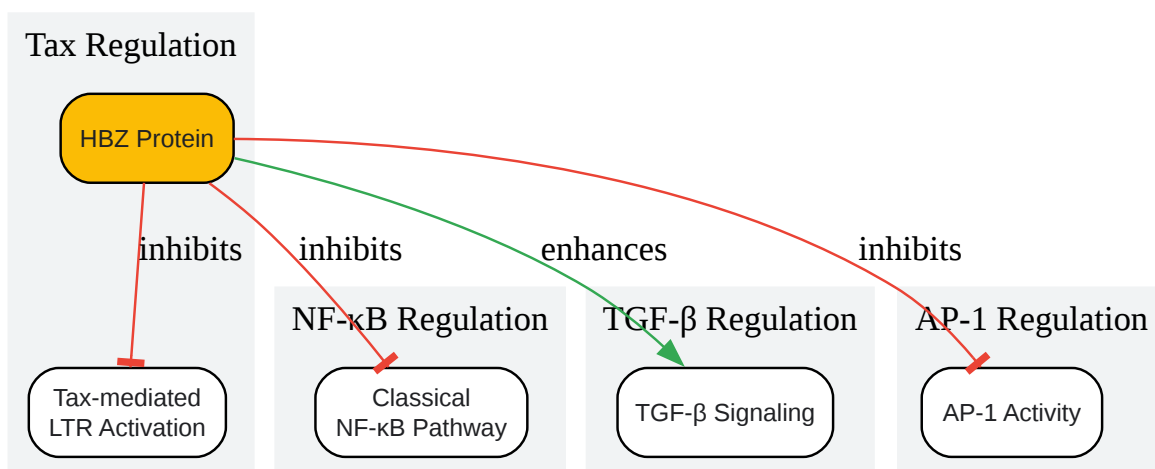 Tax Regulation
HBZ Protein
inhibits
inhibits
enhances
inhibits
NF-κB Regulation
TGF-β Regulation
AP-1 Regulation
Tax-mediated
LTR Activation
Classical
NF-κB Pathway
TGF-β Signaling
AP-1 Activity